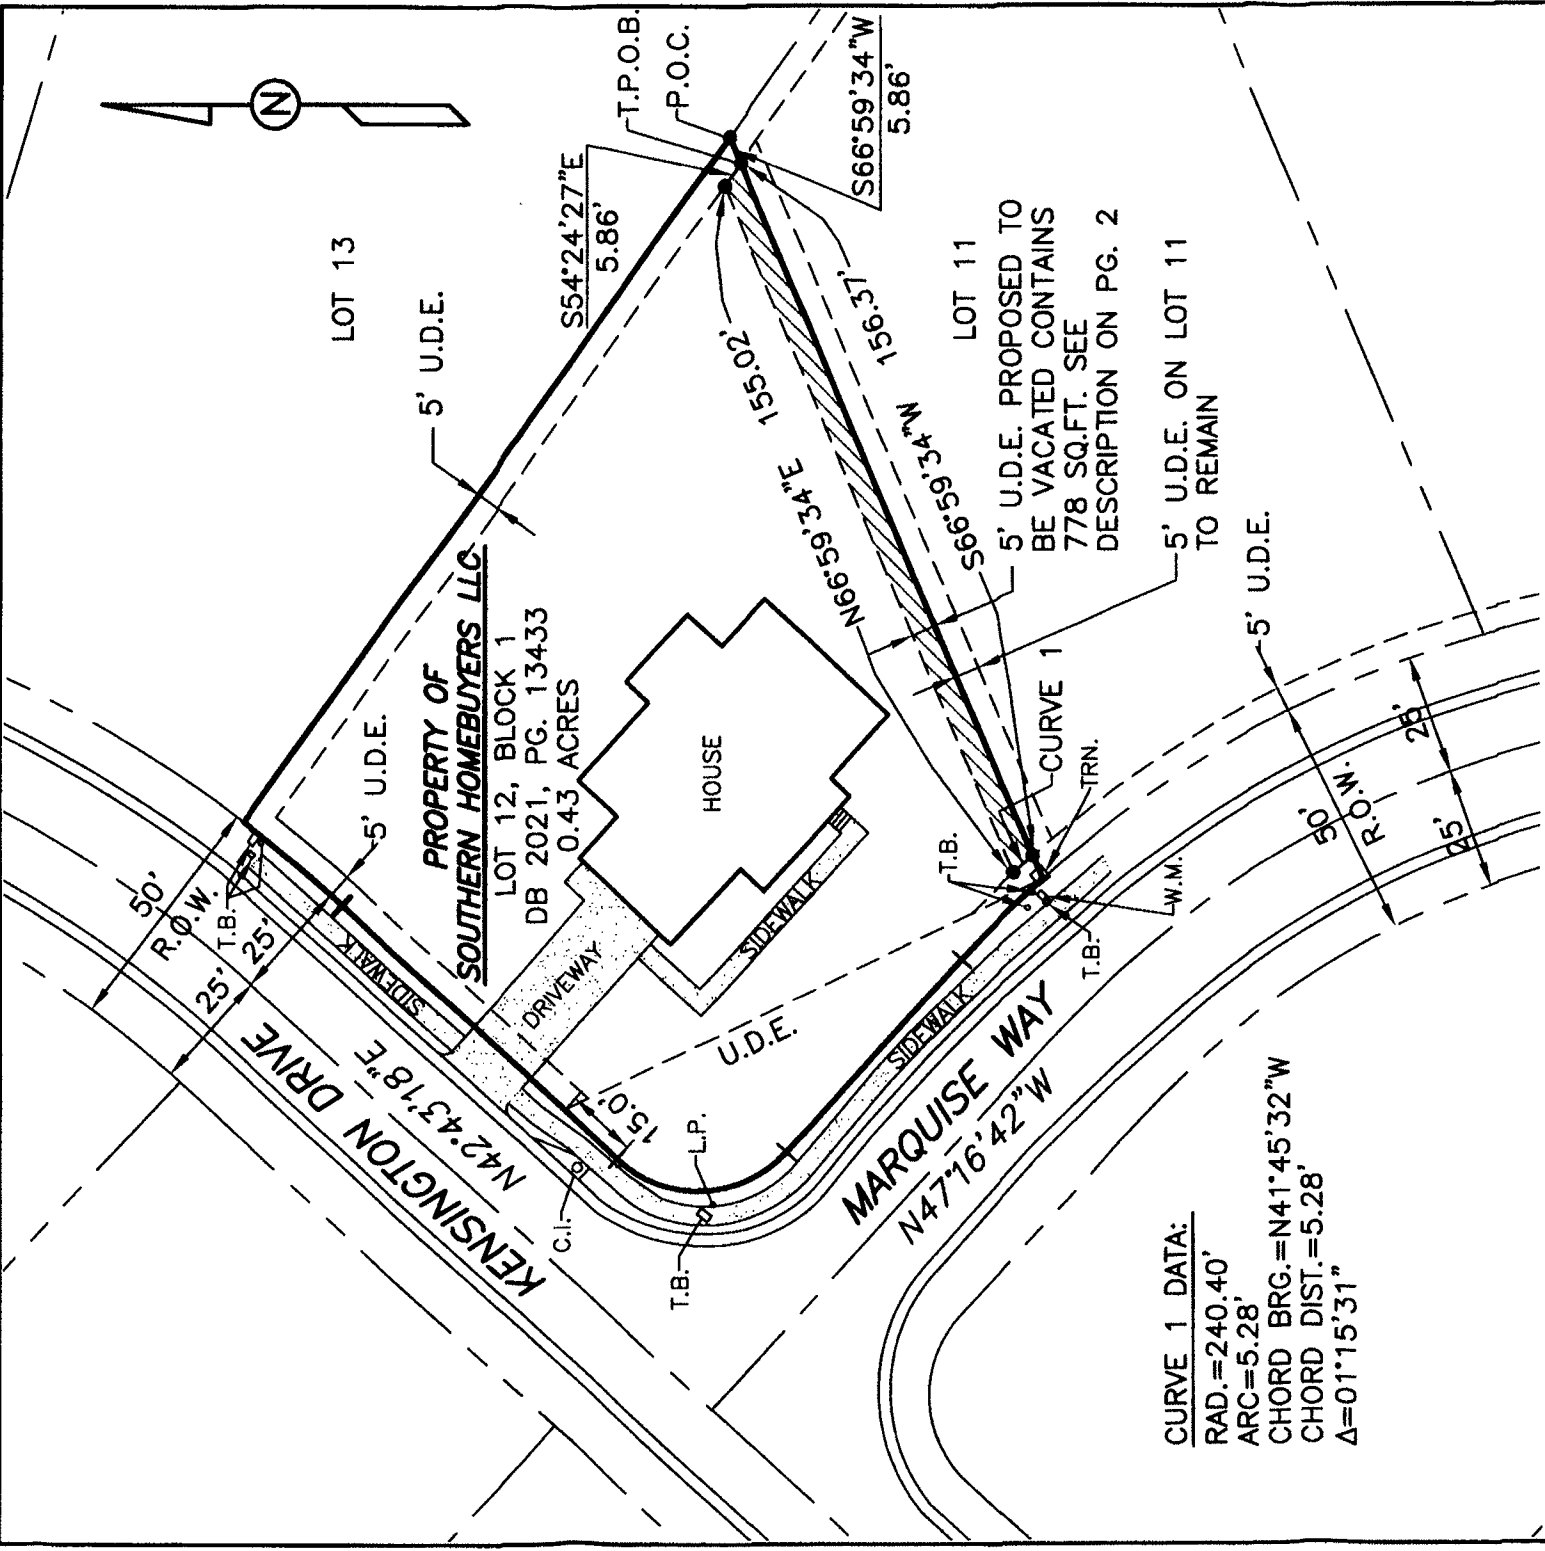 N
LOT 13
5' U.D.E.
S54°24'27"E
5.86'
T.P.O.B.
P.O.C.
S66°59'34"W
5.86'
50'
R.O.W.
25'
25'
T.B.
5' U.D.E.
PROPERTY OF
SOUTHERN HOMEBUYERS LLC
LOT 12, BLOCK 1
DB 2021, PG. 13433
0.43 ACRES
HOUSE
N66°59'34"E 155.02'
S66°59'34"W 156.37'
LOT 11
5' U.D.E. PROPOSED TO
BE VACATED CONTAINS
778 SQ.FT. SEE
DESCRIPTION ON PG. 2
5' U.D.E. ON LOT 11
TO REMAIN
SIDEWALK
DRIVEWAY
SIDEWALK
KENSINGTON DRIVE
N42°43'18"E
C.I.
15.0'
U.D.E.
L.P.
T.B.
SIDEWALK
MARQUISE WAY
N47°16'42"W
T.B.
CURVE 1
TRN.
W.M.
T.B.
5' U.D.E.
50'
R.O.W.
25'
25'
CURVE 1 DATA:
RAD.=240.40'
ARC=5.28'
CHORD BRG.=N41°45'32"W
CHORD DIST.=5.28'
Δ=01°15'31"